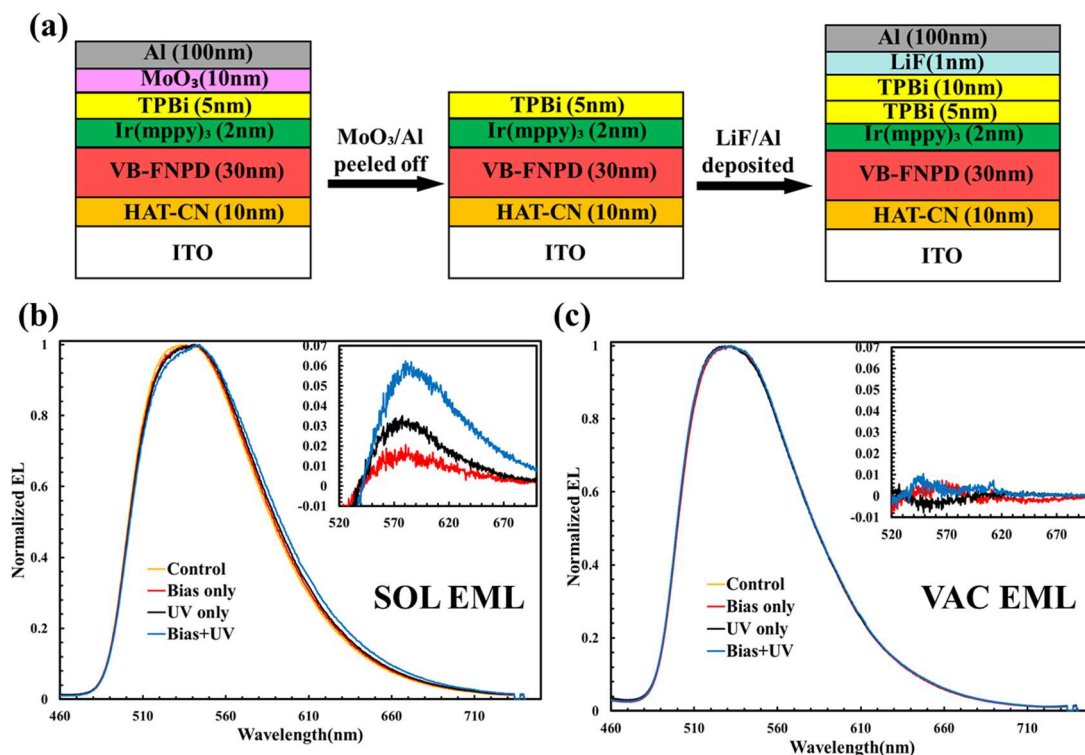 (a)
Al (100nm)
MoO₃(10nm)
TPBi (5nm)
Ir(mppy)₃ (2nm)
VB-FNPD (30nm)
HAT-CN (10nm)
ITO
MoO₃/Al
peeled off
TPBi (5nm)
Ir(mppy)₃ (2nm)
VB-FNPD (30nm)
HAT-CN (10nm)
ITO
LiF/Al
deposited
Al (100nm)
LiF(1nm)
TPBi (10nm)
TPBi (5nm)
Ir(mppy)₃ (2nm)
VB-FNPD (30nm)
HAT-CN (10nm)
ITO
(b)
Normalized EL
1
0.8
0.6
0.4
0.2
0
460
510
560
610
660
710
Wavelength(nm)
0.07
0.06
0.05
0.04
0.03
0.02
0.01
0
-0.01
520
570
620
670
Control
Bias only
UV only
Bias+UV
SOL EML
(c)
Normalized EL
1
0.8
0.6
0.4
0.2
0
460
510
560
610
660
710
Wavelength(nm)
0.07
0.06
0.05
0.04
0.03
0.02
0.01
0
-0.01
520
570
620
670
Control
Bias only
UV only
Bias+UV
VAC EML